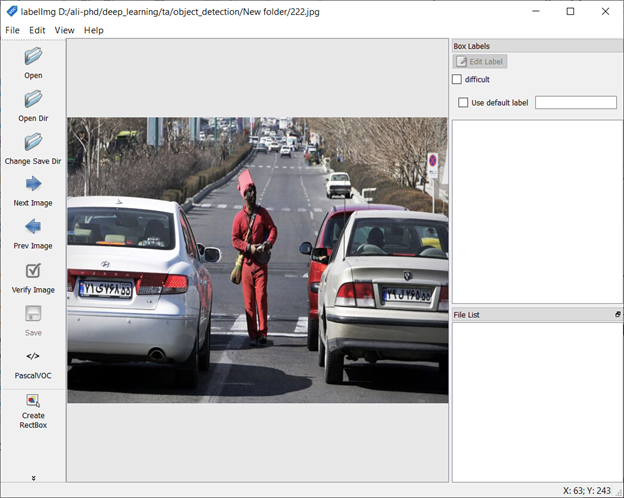 labelImg D:/ali-phd/deep_learning/ta/object_detection/New folder/222.jpg
File Edit View Help
Open
Open Dir
Change Save Dir
Next Image
Prev Image
Verify Image
Save
</>
PascalVOC
Create
RectBox
Box Labels
Edit Label
difficult
Use default label
File List
X: 63; Y: 243